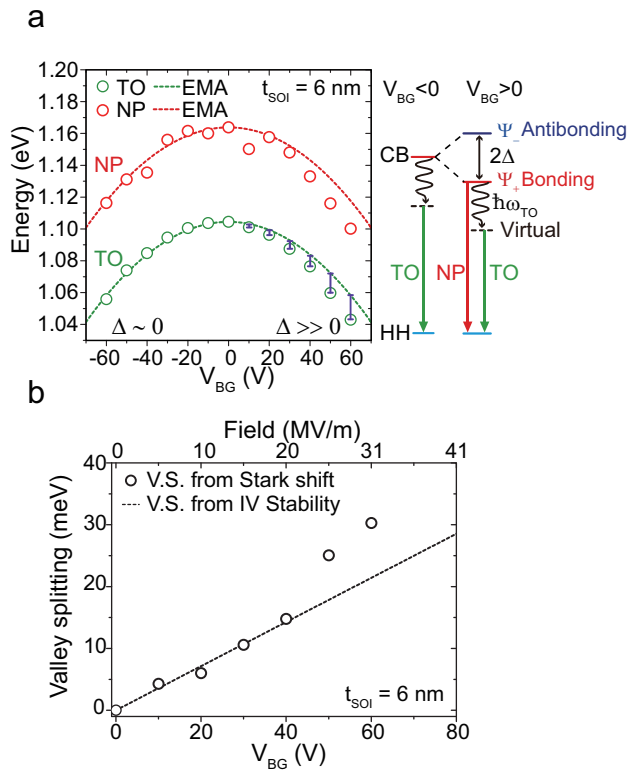 a
TO EMA
NP EMA
t_SOI = 6 nm
NP
TO
Δ ~ 0
Δ >> 0
Energy (eV)
1.20
1.18
1.16
1.14
1.12
1.10
1.08
1.06
1.04
-60 -40 -20 0 20 40 60
V_BG (V)
V_BG<0 V_BG>0
Ψ_- Antibonding
CB
2Δ
Ψ_+ Bonding
ħω_TO
Virtual
TO NP TO
HH
b
Field (MV/m)
0 5 10 15 20 26 31 41
V.S. from Stark shift
V.S. from IV Stability
Valley splitting (meV)
40
30
20
10
0
t_SOI = 6 nm
0 20 40 60 80
V_BG (V)